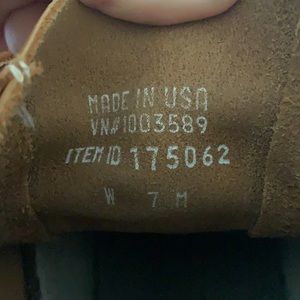 MADE IN USA
VN#1003589
ITEM ID 175062
W 7 M